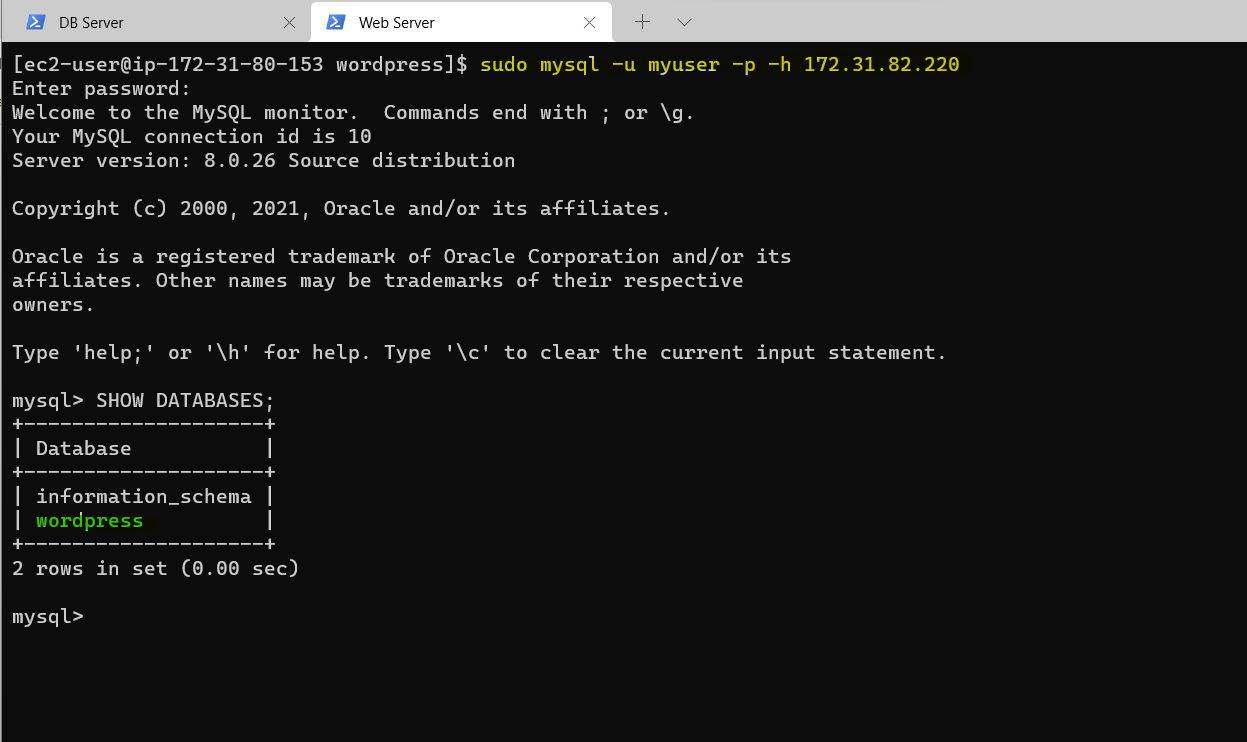 DB Server
Web Server
[ec2-user@ip-172-31-80-153 wordpress]$ sudo mysql -u myuser -p -h 172.31.82.220
Enter password:
Welcome to the MySQL monitor.  Commands end with ; or \g.
Your MySQL connection id is 10
Server version: 8.0.26 Source distribution
Copyright (c) 2000, 2021, Oracle and/or its affiliates.
Oracle is a registered trademark of Oracle Corporation and/or its
affiliates. Other names may be trademarks of their respective
owners.
Type 'help;' or '\h' for help. Type '\c' to clear the current input statement.
mysql> SHOW DATABASES;
+--------------------+
| Database           |
+--------------------+
| information_schema |
| wordpress          |
+--------------------+
2 rows in set (0.00 sec)
mysql>